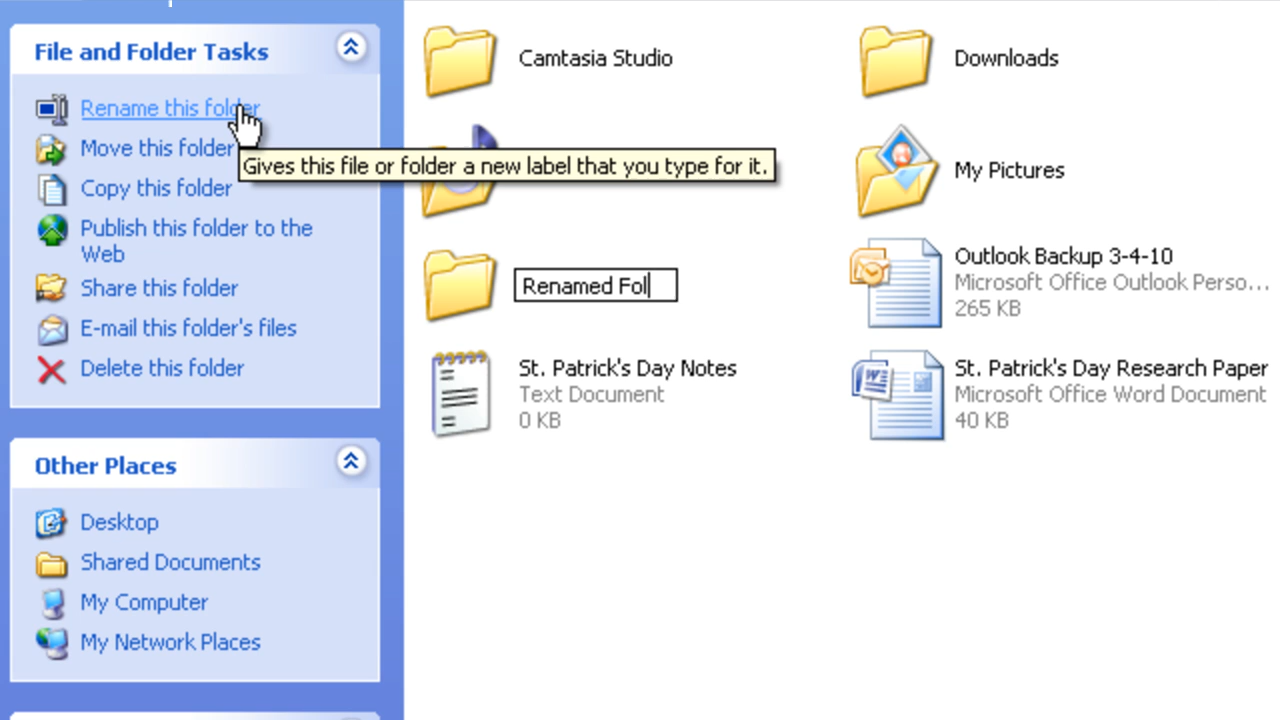 File and Folder Tasks
Rename this folder
Move this folder
Gives this file or folder a new label that you type for it.
Copy this folder
Publish this folder to the
Web
Share this folder
E-mail this folder's files
Delete this folder
Other Places
Desktop
Shared Documents
My Computer
My Network Places
Camtasia Studio
Downloads
My Pictures
Renamed Fol
Outlook Backup 3-4-10
Microsoft Office Outlook Perso...
265 KB
St. Patrick's Day Notes
Text Document
0 KB
St. Patrick's Day Research Paper
Microsoft Office Word Document
40 KB